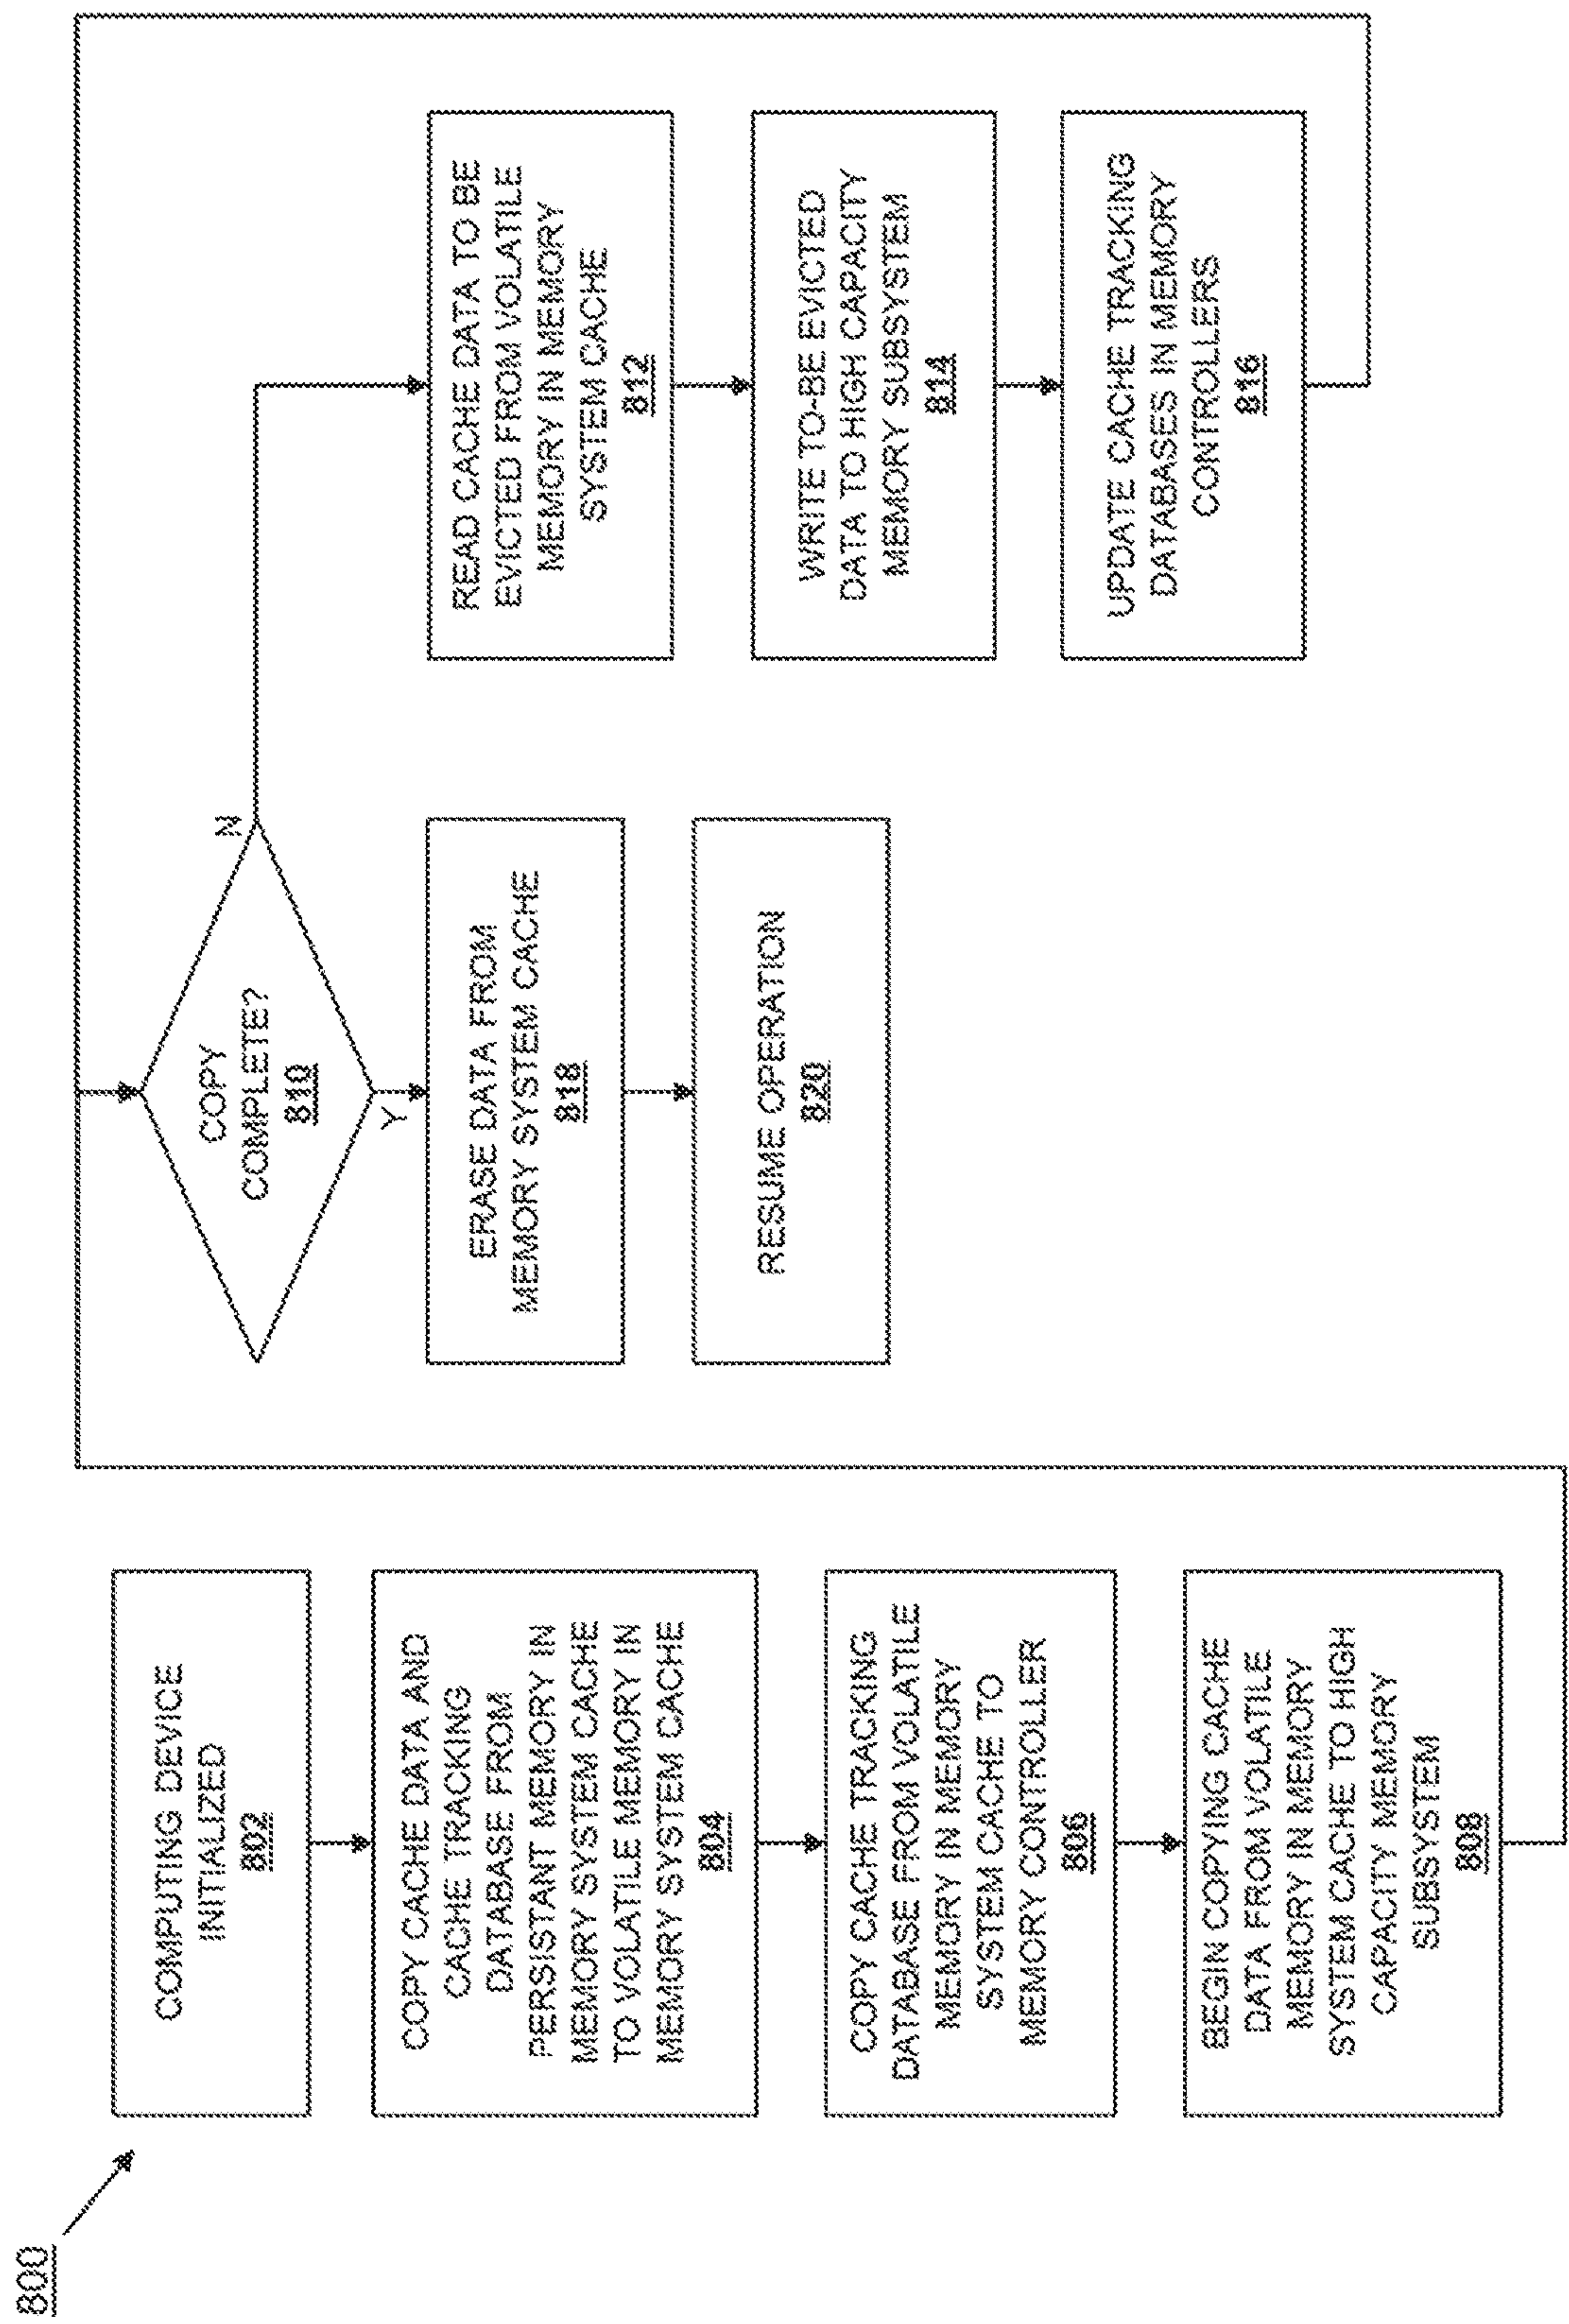 800
COMPUTING DEVICE
INITIALIZED
802
COPY CACHE DATA AND
CACHE TRACKING
DATABASE FROM
PERSISTANT MEMORY IN
MEMORY SYSTEM CACHE
TO VOLATILE MEMORY IN
MEMORY SYSTEM CACHE
804
COPY CACHE TRACKING
DATABASE FROM VOLATILE
MEMORY IN MEMORY
SYSTEM CACHE TO
MEMORY CONTROLLER
806
BEGIN COPYING CACHE
DATA FROM VOLATILE
MEMORY IN MEMORY
SYSTEM CACHE TO HIGH
CAPACITY MEMORY
SUBSYSTEM
808
COPY
COMPLETE?
810
N
Y
ERASE DATA FROM
MEMORY SYSTEM CACHE
818
RESUME OPERATION
820
READ CACHE DATA TO BE
EVICTED FROM VOLATILE
MEMORY IN MEMORY
SYSTEM CACHE
812
WRITE TO-BE EVICTED
DATA TO HIGH CAPACITY
MEMORY SUBSYSTEM
814
UPDATE CACHE TRACKING
DATABASES IN MEMORY
CONTROLLERS
816